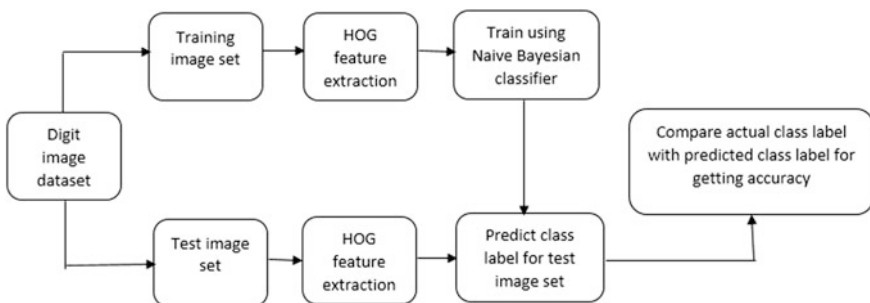 Training
image set
HOG
feature
extraction
Train using
Naive Bayesian
classifier
Digit
image
dataset
Compare actual class label
with predicted class label for
getting accuracy
Test image
set
HOG
feature
extraction
Predict class
label for test
image set